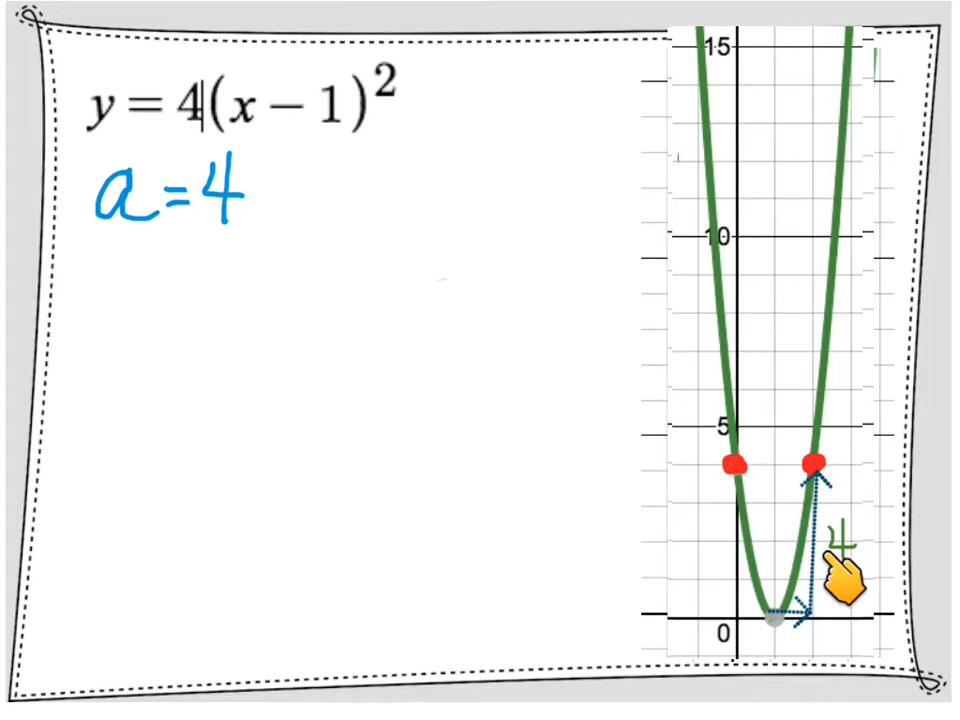 y = 4(x − 1)²
a = 4
15
10
5
4
0